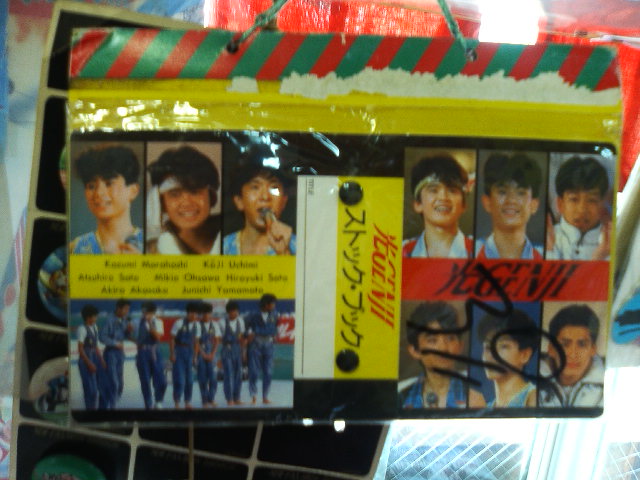 Kazumi Morohoshi Kôji Uchimi
Atsuhiro Sato Mikio Ohsawa Hiroyuki Sato
Akira Akasaka Junichi Yamamoto
ストック・ブック
光GENJI
光GENJI